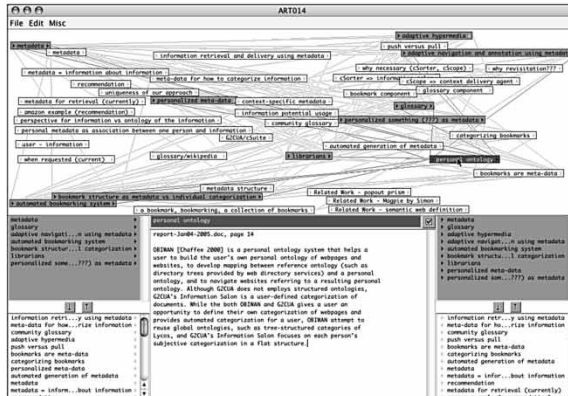 ART014
File Edit Misc
adaptive hypermedia
metadata
push versus pull
metadata
adaptive navigation and annotation using metadata
information retrieval and delivery using metadata
why necessary (cSorter, cScope)
why revisitation???
metadata = information about information
meta-data for how to categorize information
cSorter => informa
cScope => context delivery agent
recommendation
uniqueness of our approach
bookmark component
glossary component
metadata for retrieval (currently)
personalized meta-data
context-specific metadata
glossary
amazon example (recommendation)
information potential usage
perspective for information vs ontology of the information
community glossary
personalized something (???) as metadata
personal metadata as association between one person and information
G2CUA/cSuite
categorizing bookmarks
user - information
automated generation of metadata
when requested (current)
glossary/wikipedia
librarians
personal ontology
bookmarks are meta-data
metadata structure
bookmark structure as metadata vs individual categorization
Related Work - popout prism
automated bookmarking system
Related Work - Magpie by Simon
a bookmark, bookmarking, a collection of bookmarks
Related Work - semantic web definition
metadata
glossary
adaptive hypermedia
adaptive navigati...n using metadata
automated bookmarking system
bookmark structur...l categorization
librarians
personalized some...???) as metadata
personal ontology
report-Jan04-2005.doc, page 14
OBIWAN [Chaffee 2000] is a personal ontology system that helps a
user to build the user's own personal ontology of webpages and
websites, to develop mapping between reference ontology (such as
directory trees provided by web directory services) and a personal
ontology, and to navigate websites referring to a resulting personal
ontology. Although G2CUA does not employs structured ontologies,
G2CUA's Information Salon is a user-defined categorization of
documents. While the both OBIWAN and G2CUA gives a user an
opportunity to define their own categorization of webpages and
provides automated categorization for a user, OBIWAN attempt to
reuse global ontologies, such as tree-structured categories of
Lycos, and G2CUA's Information Salon focuses on each person's
subjective categorization in a flat structure.
metadata
glossary
adaptive hypermedia
adaptive navigat...on using metadata
automated bookmarking system
bookmark structu...l categorization
librarians
personalized meta-data
personalized som...???) as metadata
information retri...y using metadata
meta-data for how...rize information
community glossary
adaptive hypermedia
push versus pull
bookmarks are meta-data
categorizing bookmarks
personalized meta-data
automated generation of metadata
metadata
metadata = inform...bout information
information retri...y using metadata
meta-data for ho...rize information
community glossary
push versus pull
bookmarks are meta-data
categorizing bookmarks
automated generation of metadata
metadata
metadata = infor...bout information
recommendation
metadata for retrieval (currently)